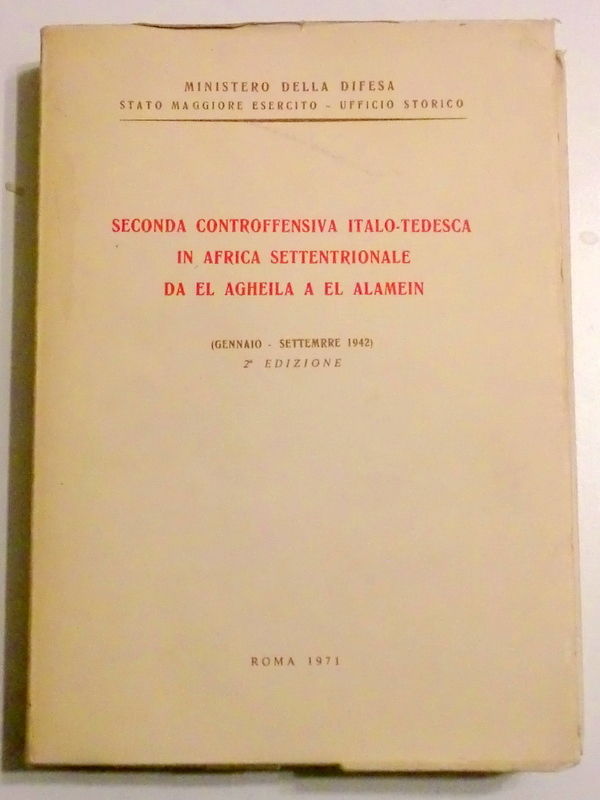 MINISTERO DELLA DIFESA
STATO MAGGIORE ESERCITO - UFFICIO STORICO
SECONDA CONTROFFENSIVA ITALO-TEDESCA
IN AFRICA SETTENTRIONALE
DA EL AGHEILA A EL ALAMEIN
(GENNAIO - SETTEMRRE 1942)
2ª EDIZIONE
ROMA 1971